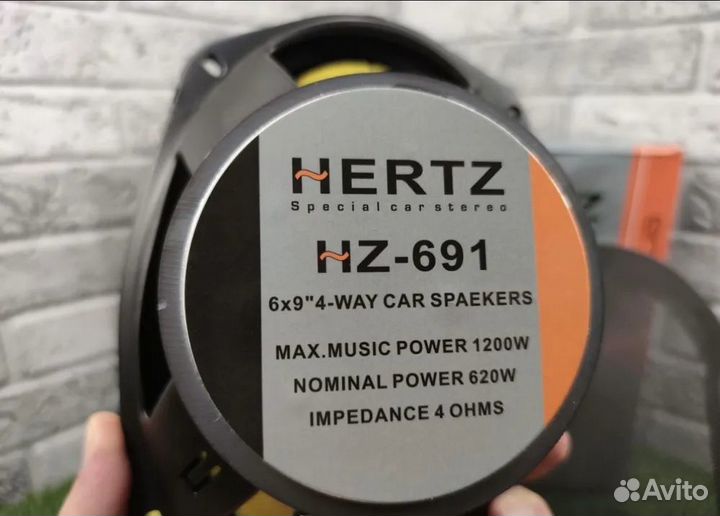 HERTZ
Special car stereo
HZ-691
6x9"4-WAY CAR SPAEKERS
MAX.MUSIC POWER 1200W
NOMINAL POWER 620W
IMPEDANCE 4 OHMS
Avito